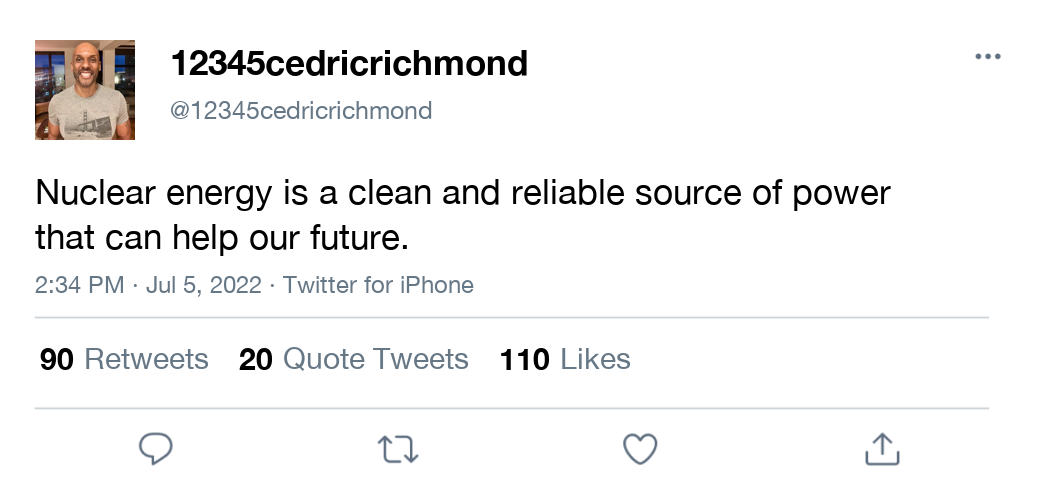 12345cedricrichmond
@12345cedricrichmond
Nuclear energy is a clean and reliable source of power
that can help our future.
2:34 PM · Jul 5, 2022 · Twitter for iPhone
90 Retweets 20 Quote Tweets 110 Likes